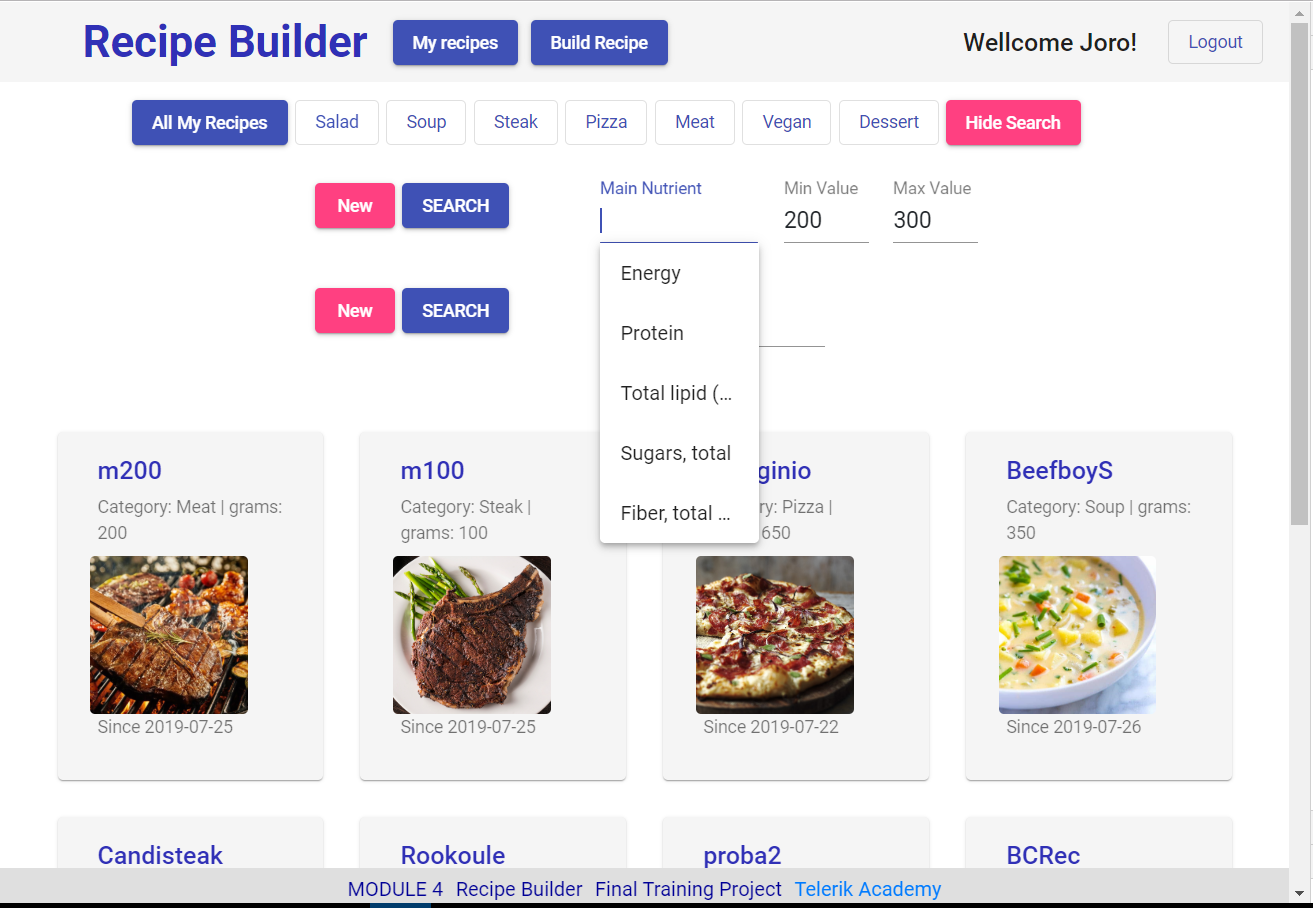 Recipe Builder My recipes Build Recipe Wellcome Joro! Logout
All My Recipes Salad Soup Steak Pizza Meat Vegan Dessert Hide Search
Main Nutrient Min Value Max Value
New SEARCH 200 300
Energy
New SEARCH
Protein
Total lipid (...
Sugars, total
Fiber, total ...
m200
Category: Meat | grams:
200
Since 2019-07-25
m100
Category: Steak |
grams: 100
Since 2019-07-25
ginio
ry: Pizza |
650
Since 2019-07-22
BeefboyS
Category: Soup | grams:
350
Since 2019-07-26
Candisteak Rookoule proba2 BCRec
MODULE 4 Recipe Builder Final Training Project Telerik Academy